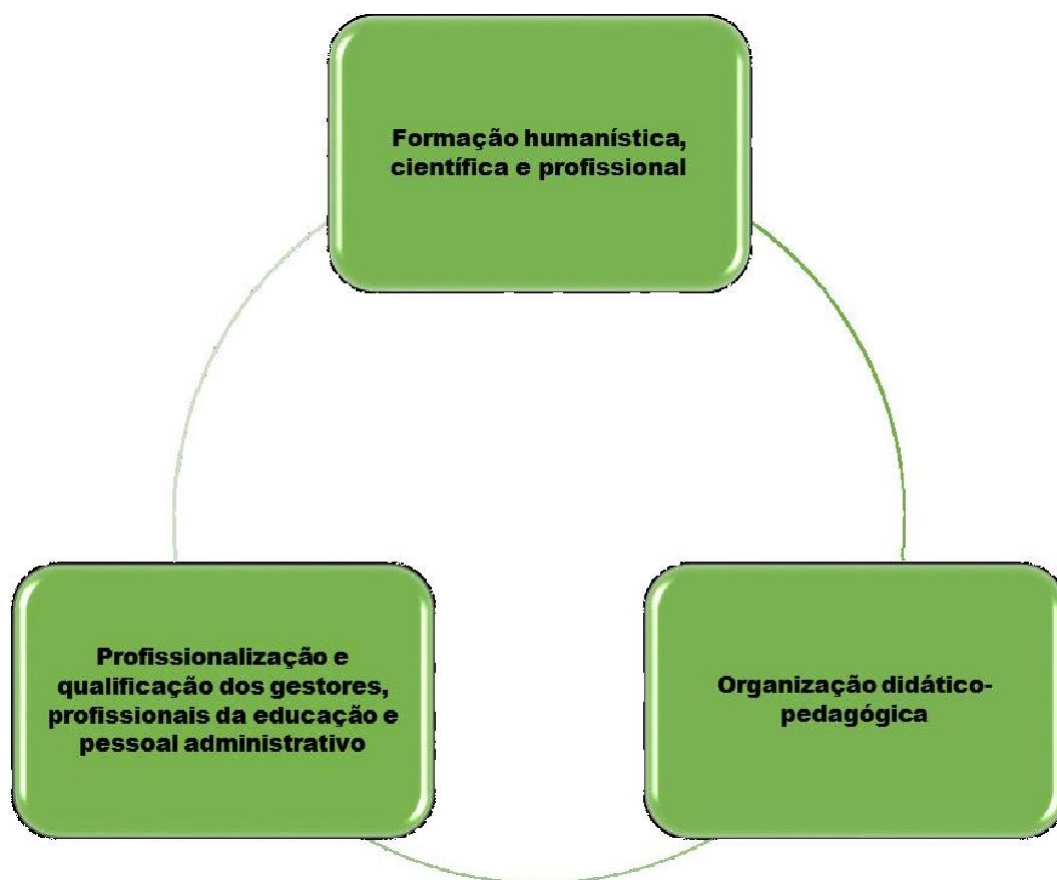 Formação humanística,
científica e profissional
Profissionalização e
qualificação dos gestores,
profissionais da educação e
pessoal administrativo
Organização didático-
pedagógica